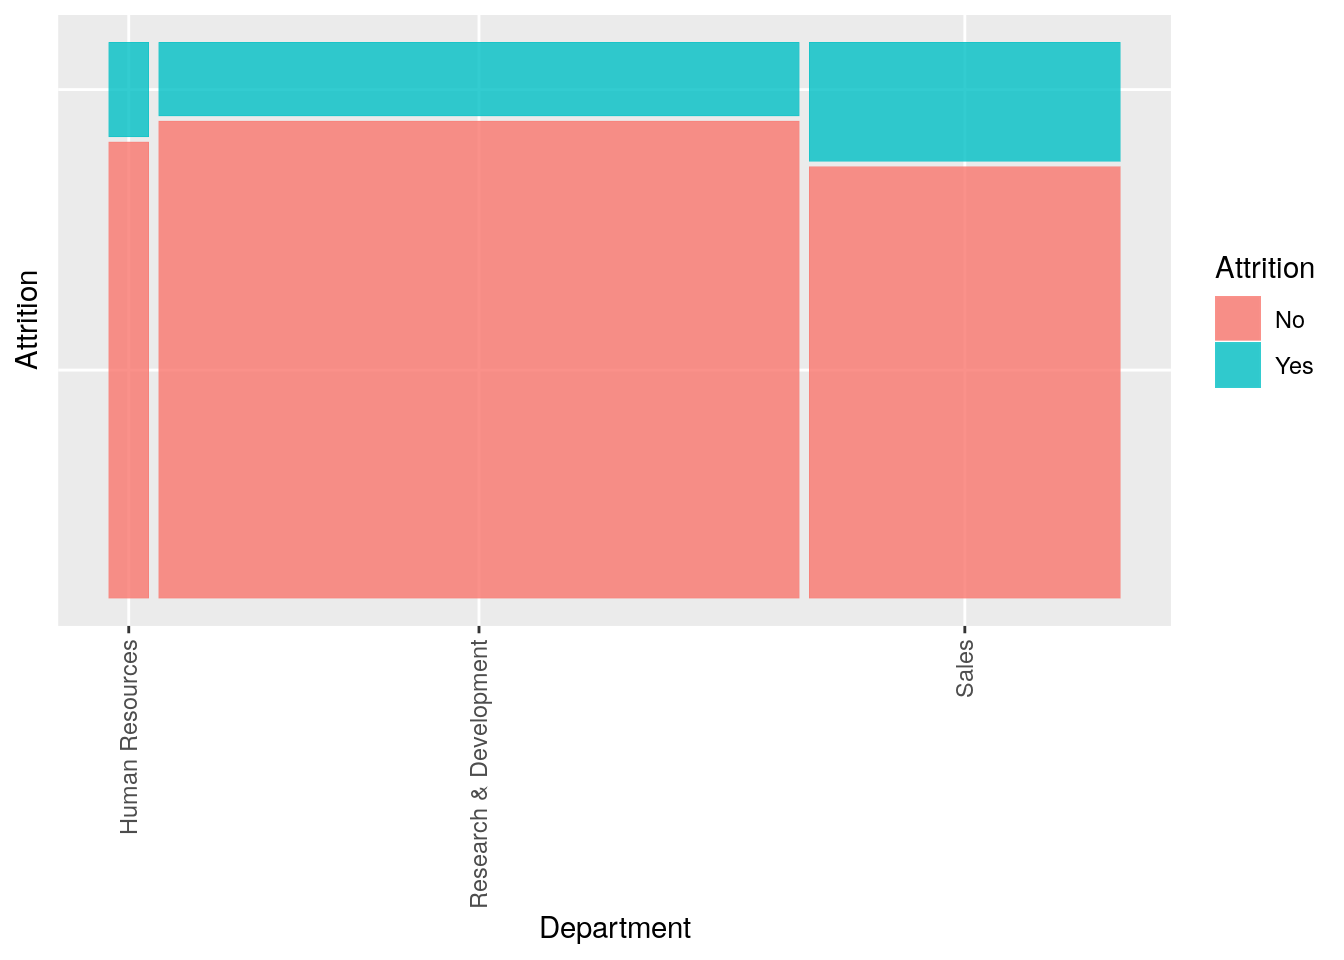 Attrition
Human Resources
Research & Development
Sales
Department
Attrition
No
Yes